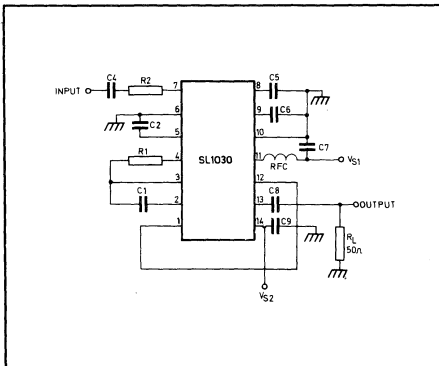 C4
R2
INPUT
7
8
C5
6
9
C6
C2
5
10
C7
R1
4
SL1030
11
RFC
VS1
3
12
C1
2
13
C8
OUTPUT
1
14
C9
RL
50Ω
VS2